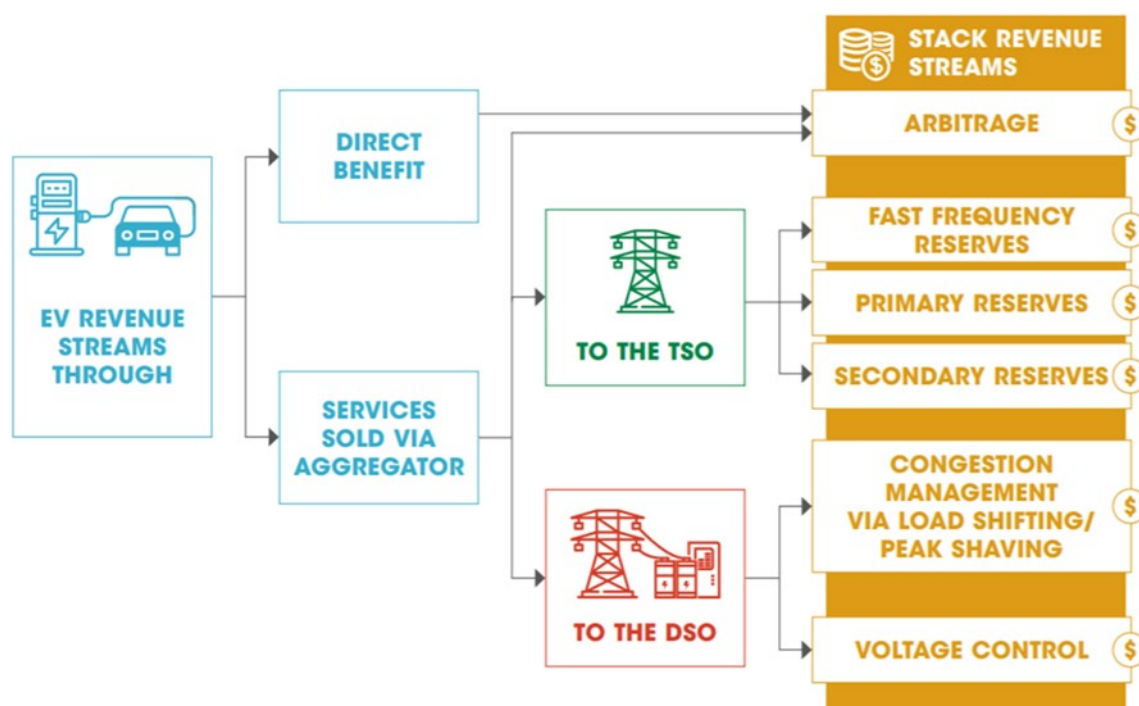 STACK REVENUE
STREAMS
DIRECT
BENEFIT
ARBITRAGE
EV REVENUE
STREAMS
THROUGH
SERVICES
SOLD VIA
AGGREGATOR
TO THE TSO
FAST FREQUENCY
RESERVES
PRIMARY RESERVES
SECONDARY RESERVES
TO THE DSO
CONGESTION
MANAGEMENT
VIA LOAD SHIFTING/
PEAK SHAVING
VOLTAGE CONTROL
$
$
$
$
$
$
$